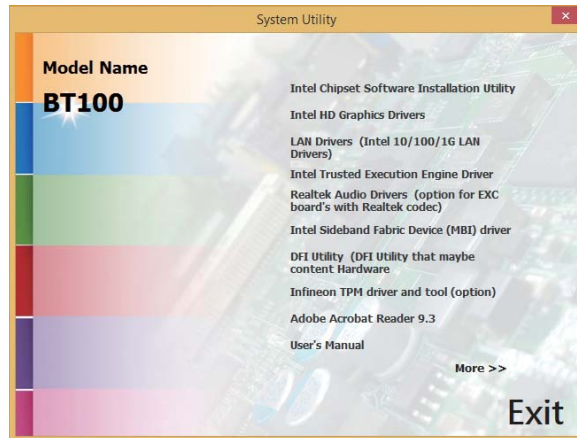 System Utility
Model Name
BT100
Intel Chipset Software Installation Utility
Intel HD Graphics Drivers
LAN Drivers  (Intel 10/100/1G LAN
Drivers)
Intel Trusted Execution Engine Driver
Realtek Audio Drivers  (option for EXC
board's with Realtek codec)
Intel Sideband Fabric Device (MBI) driver
DFI Utility  (DFI Utility that maybe
content Hardware
Infineon TPM driver and tool (option)
Adobe Acrobat Reader 9.3
User's Manual
More >>
Exit